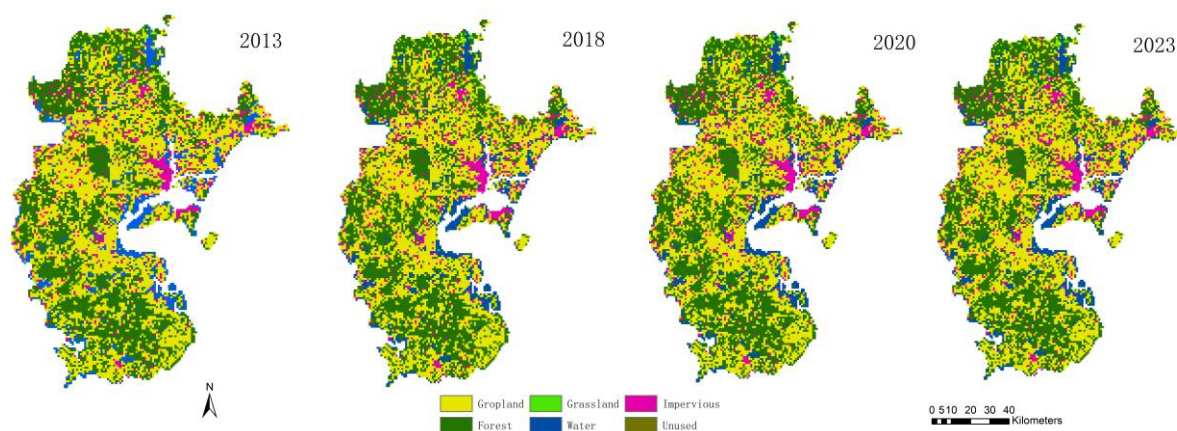 2013
2018
2020
2023
N
Gropland
Grassland
Impervious
Forest
Water
Unused
0 510 20 30 40
Kilometers